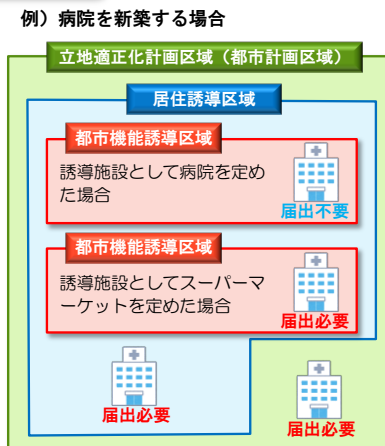 例）病院を新築する場合
立地適正化計画区域（都市計画区域）
居住誘導区域
都市機能誘導区域
誘導施設として病院を定め
た場合
届出不要
都市機能誘導区域
誘導施設としてスーパーマ
ーケットを定めた場合
届出必要
届出必要
届出必要